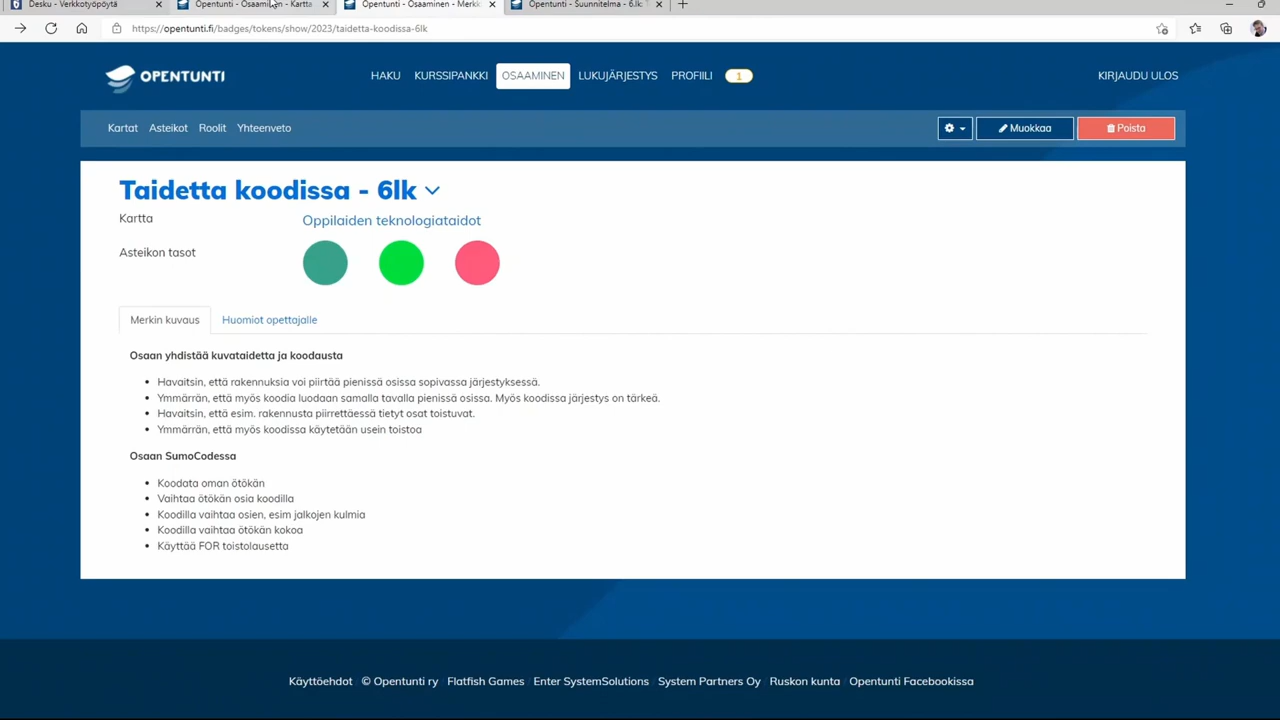 Desku - Verkkotyöpöytä
Opentunti - Osaaminen - Kartta
Opentunti - Osaaminen - Merkk
Opentunti - Suunnitelma - 6.lk: T
https://opentunti.fi/badges/tokens/show/2023/taidetta-koodissa-6lk
OPENTUNTI
HAKU KURSSIPANKKI OSAAMINEN LUKUJÄRJESTYS PROFIILI 1 KIRJAUDU ULOS
Kartat Asteikot Roolit Yhteenveto Muokkaa Poista
Taidetta koodissa - 6lk
Kartta Oppilaiden teknologiataidot
Asteikon tasot
Merkin kuvaus Huomiot opettajalle
Osaan yhdistää kuvataidetta ja koodausta
• Havaitsin, että rakennuksia voi piirtää pienissä osissa sopivassa järjestyksessä.
• Ymmärrän, että myös koodia luodaan samalla tavalla pienissä osissa. Myös koodissa järjestys on tärkeä.
• Havaitsin, että esim. rakennusta piirrettäessä tietyt osat toistuvat.
• Ymmärrän, että myös koodissa käytetään usein toistoa
Osaan SumoCodessa
• Koodata oman ötökän
• Vaihtaa ötökän osia koodilla
• Koodilla vaihtaa osien, esim jalkojen kulmia
• Koodilla vaihtaa ötökän kokoa
• Käyttää FOR toistolausetta
Käyttöehdot © Opentunti ry Flatfish Games Enter SystemSolutions System Partners Oy Ruskon kunta Opentunti Facebookissa